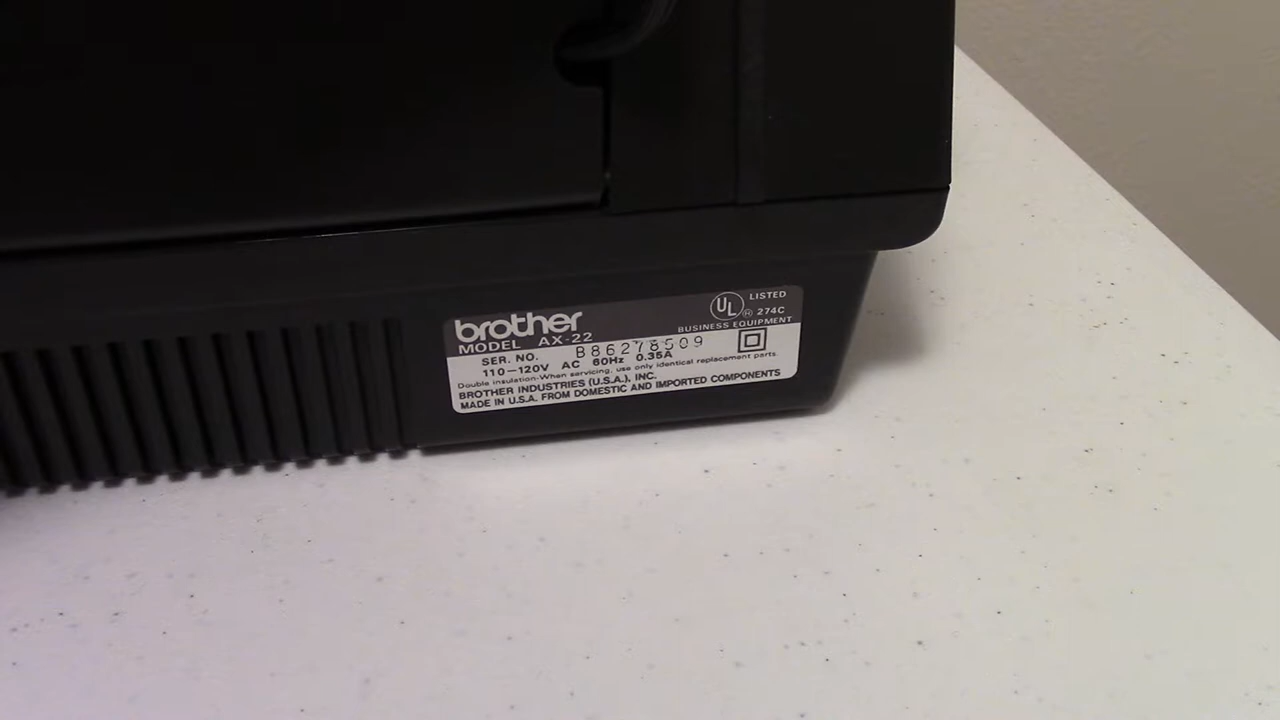 brother
UL LISTED
MODEL AX-22
® 274C
BUSINESS EQUIPMENT
SER. NO. B86278509
110-120V AC 60Hz 0.35A
Double insulation-When servicing, use only identical replacement parts.
BROTHER INDUSTRIES (U.S.A.), INC.
MADE IN U.S.A. FROM DOMESTIC AND IMPORTED COMPONENTS